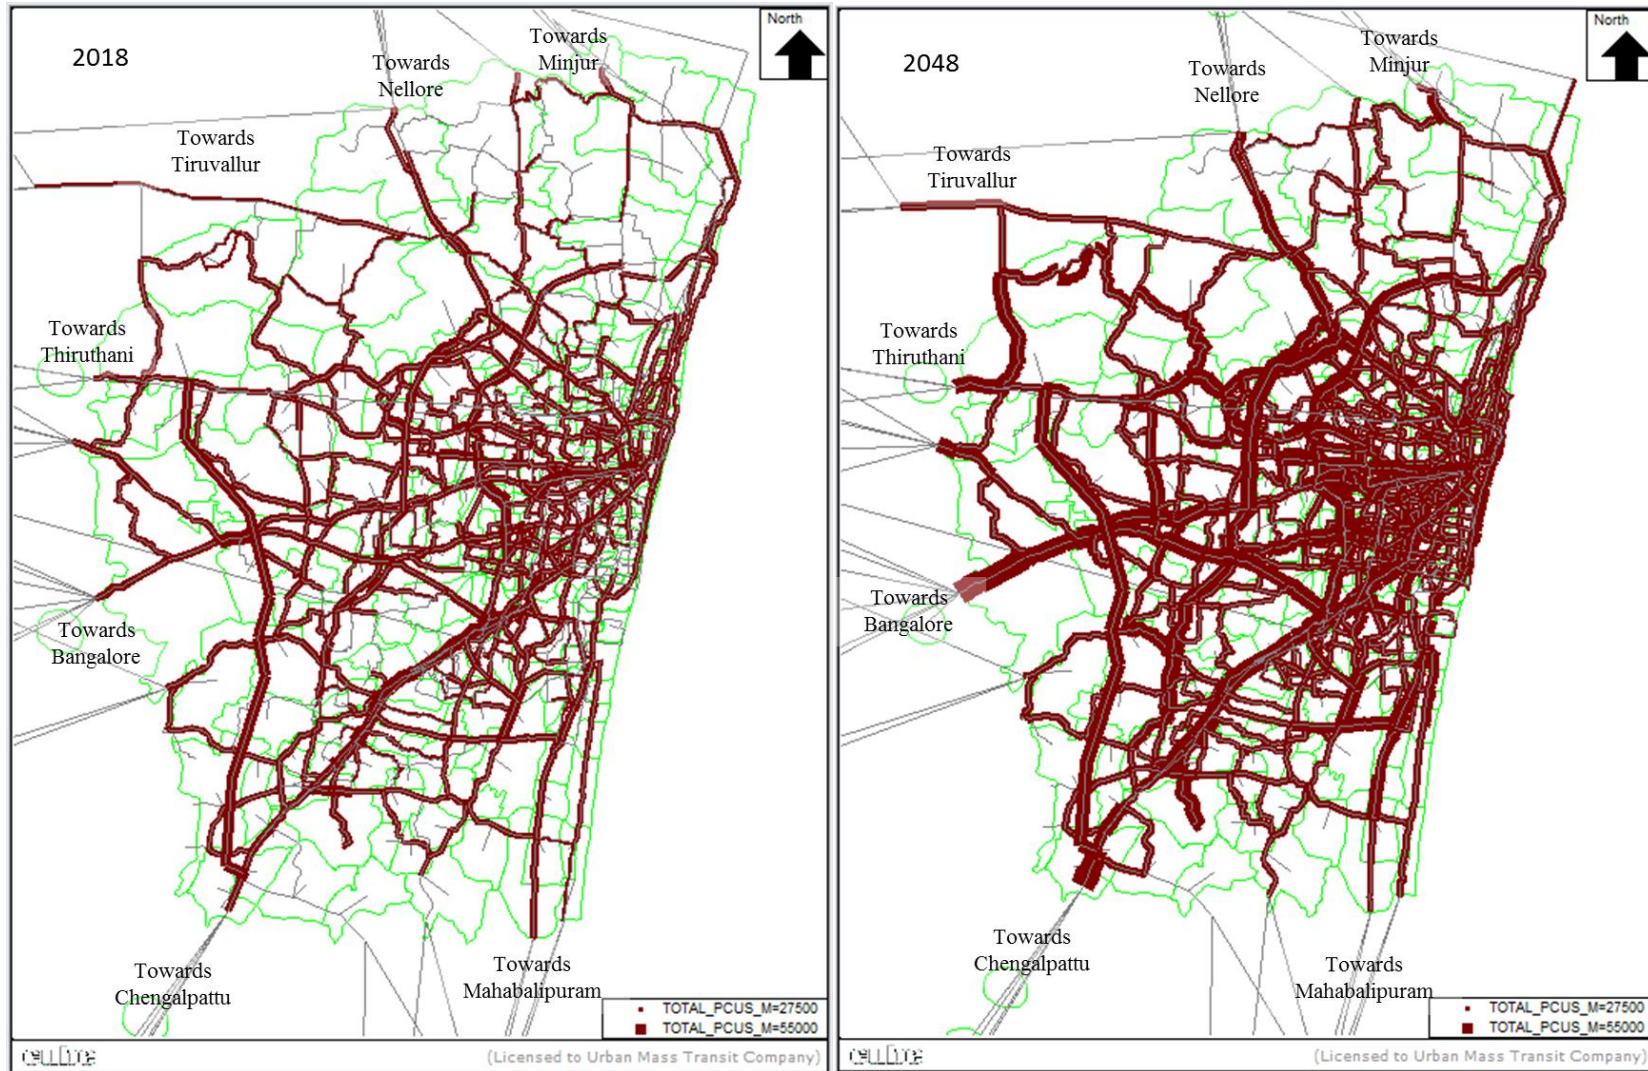 2018
North
Towards
Minjur
Towards
Nellore
Towards
Tiruvallur
Towards
Thiruthani
Towards
Bangalore
Towards
Chengalpattu
Towards
Mahabalipuram
TOTAL_PCUS_M=27500
TOTAL_PCUS_M=55000
(Licensed to Urban Mass Transit Company)
2048
North
Towards
Minjur
Towards
Nellore
Towards
Tiruvallur
Towards
Thiruthani
Towards
Bangalore
Towards
Chengalpattu
Towards
Mahabalipuram
TOTAL_PCUS_M=27500
TOTAL_PCUS_M=55000
(Licensed to Urban Mass Transit Company)